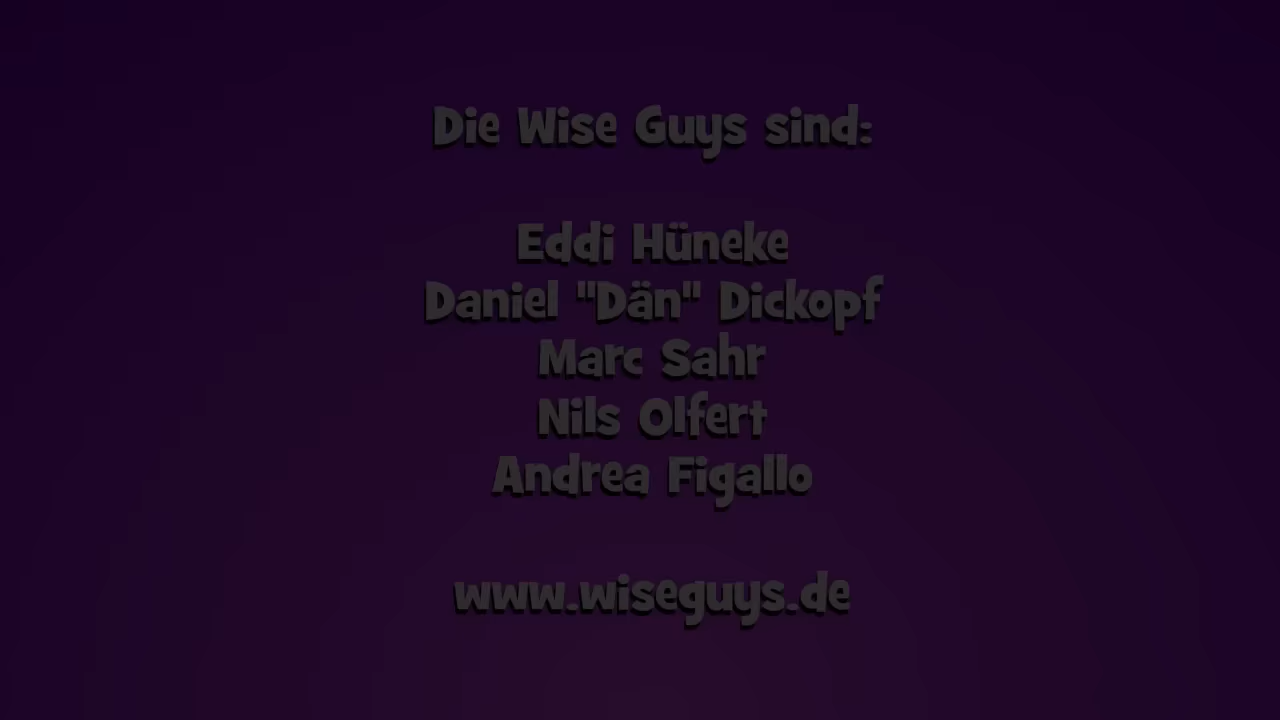 Die Wise Guys sind:
Eddi Hüneke
Daniel "Dän" Dickopf
Marc Sahr
Nils Olfert
Andrea Figallo
www.wiseguys.de